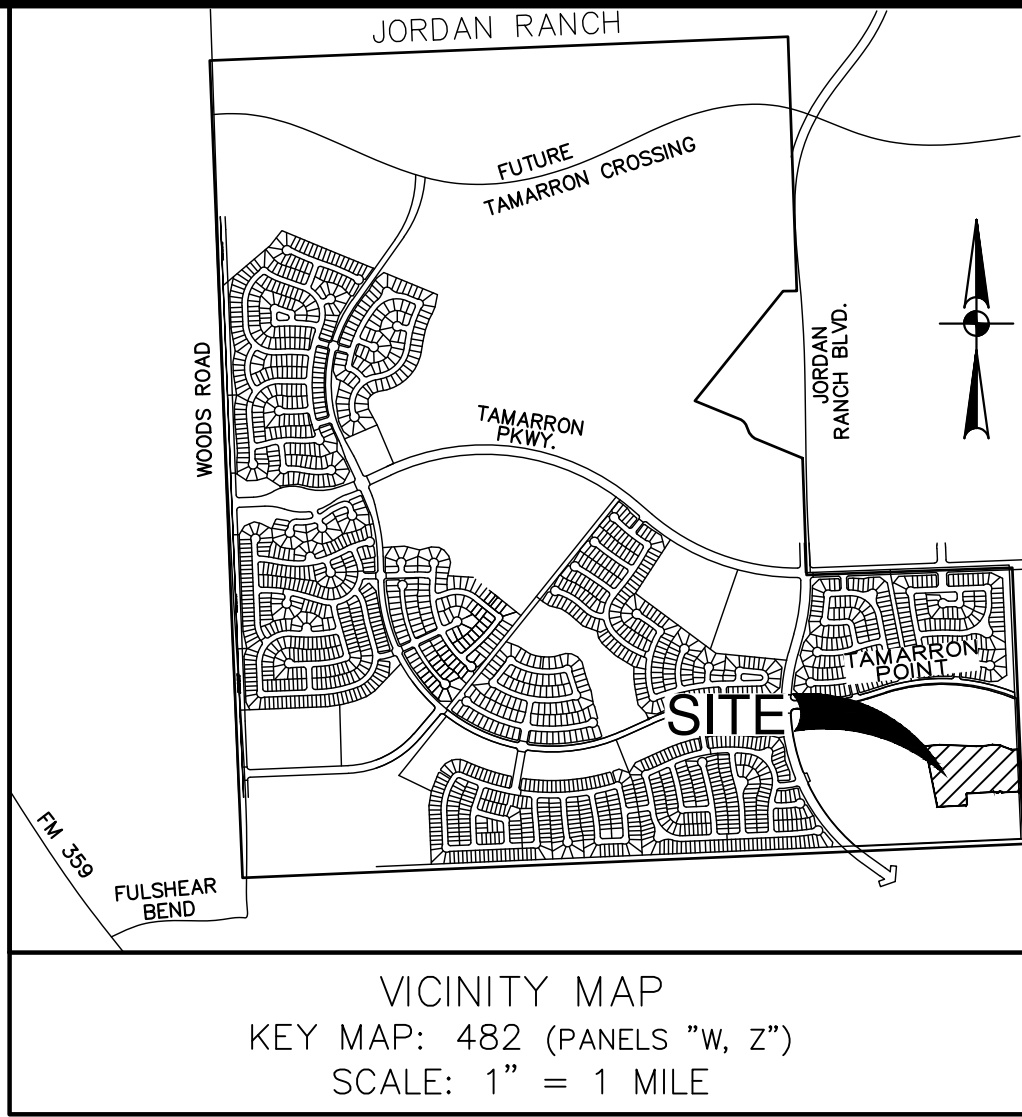 JORDAN RANCH
FUTURE
TAMARRON CROSSING
WOODS ROAD
JORDAN
RANCH BLVD.
TAMARRON
PKWY.
TAMARRON
POINT
SITE
FM 359
FULSHEAR
BEND
VICINITY MAP
KEY MAP: 482 (PANELS "W, Z")
SCALE: 1" = 1 MILE